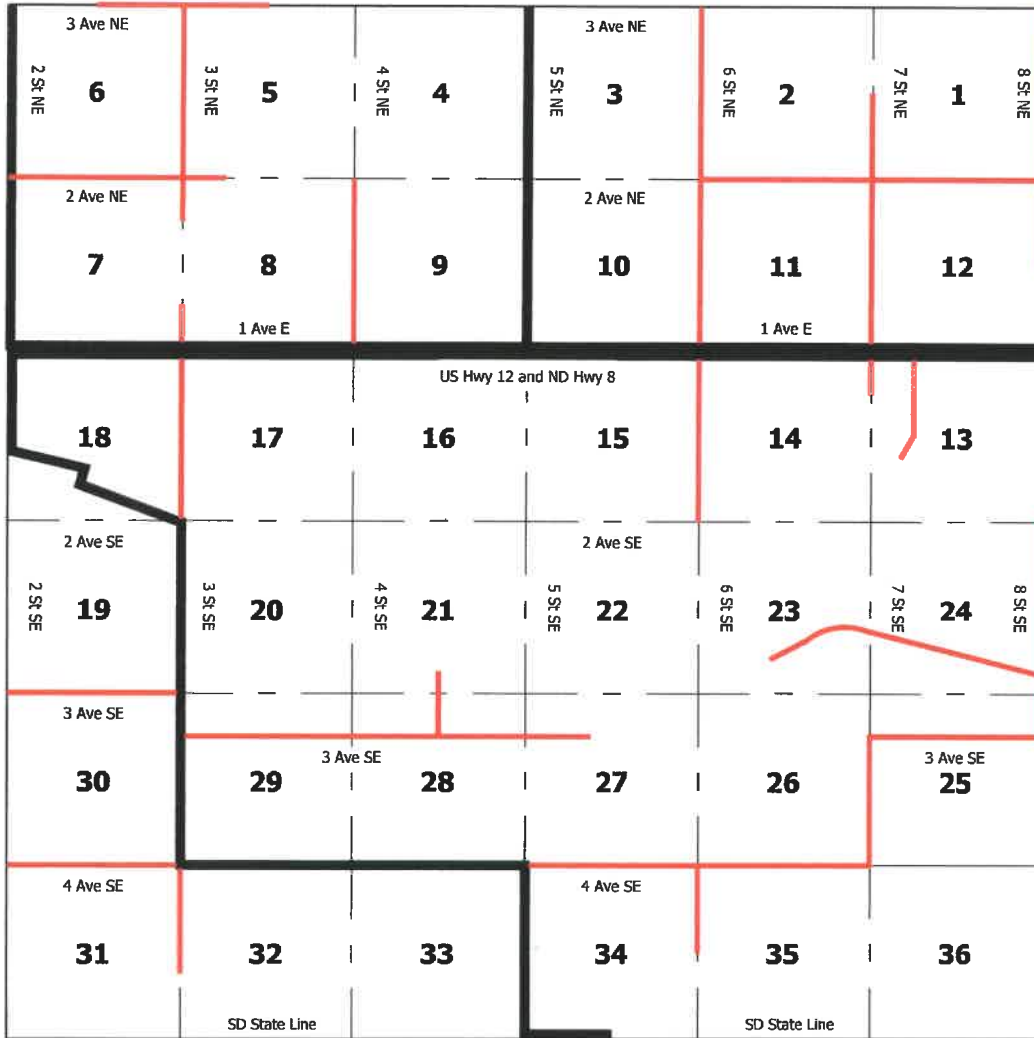 3 Ave NE
3 Ave NE
2 St NE
6
3 St NE
5
4 St NE
4
5 St NE
3
6 St NE
2
7 St NE
1
8 St NE
2 Ave NE
2 Ave NE
7
8
9
10
11
12
1 Ave E
1 Ave E
US Hwy 12 and ND Hwy 8
18
17
16
15
14
13
2 Ave SE
2 Ave SE
2 St SE
19
3 St SE
20
4 St SE
21
5 St SE
22
6 St SE
23
7 St SE
24
8 St SE
3 Ave SE
3 Ave SE
3 Ave SE
30
29
28
27
26
25
4 Ave SE
4 Ave SE
31
32
33
34
35
36
SD State Line
SD State Line